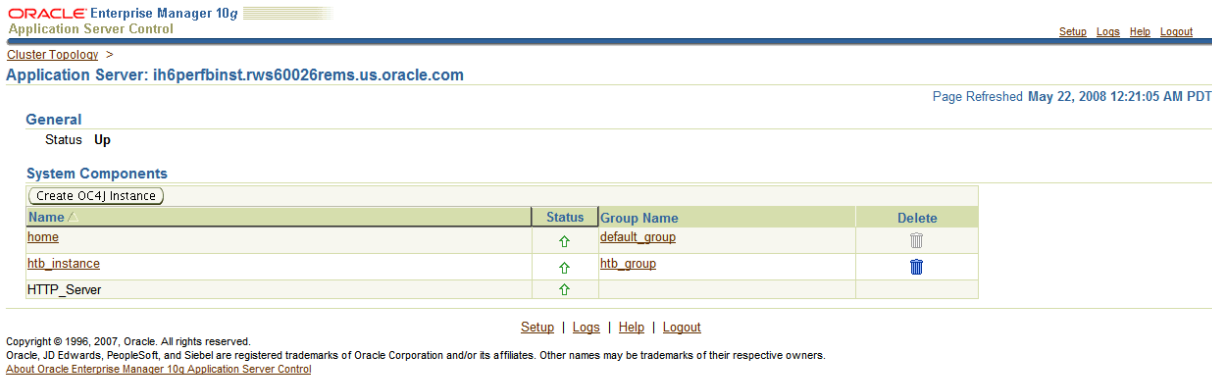 ORACLE Enterprise Manager 10g
Application Server Control
Setup Logs Help Logout
Cluster Topology >
Application Server: ih6perfbinst.rws60026rems.us.oracle.com
Page Refreshed May 22, 2008 12:21:05 AM PDT
General
Status Up
System Components
Create OC4J Instance
Name Status Group Name Delete
home default_group
htb_instance htb_group
HTTP_Server
Setup | Logs | Help | Logout
Copyright © 1996, 2007, Oracle. All rights reserved.
Oracle, JD Edwards, PeopleSoft, and Siebel are registered trademarks of Oracle Corporation and/or its affiliates. Other names may be trademarks of their respective owners.
About Oracle Enterprise Manager 10g Application Server Control